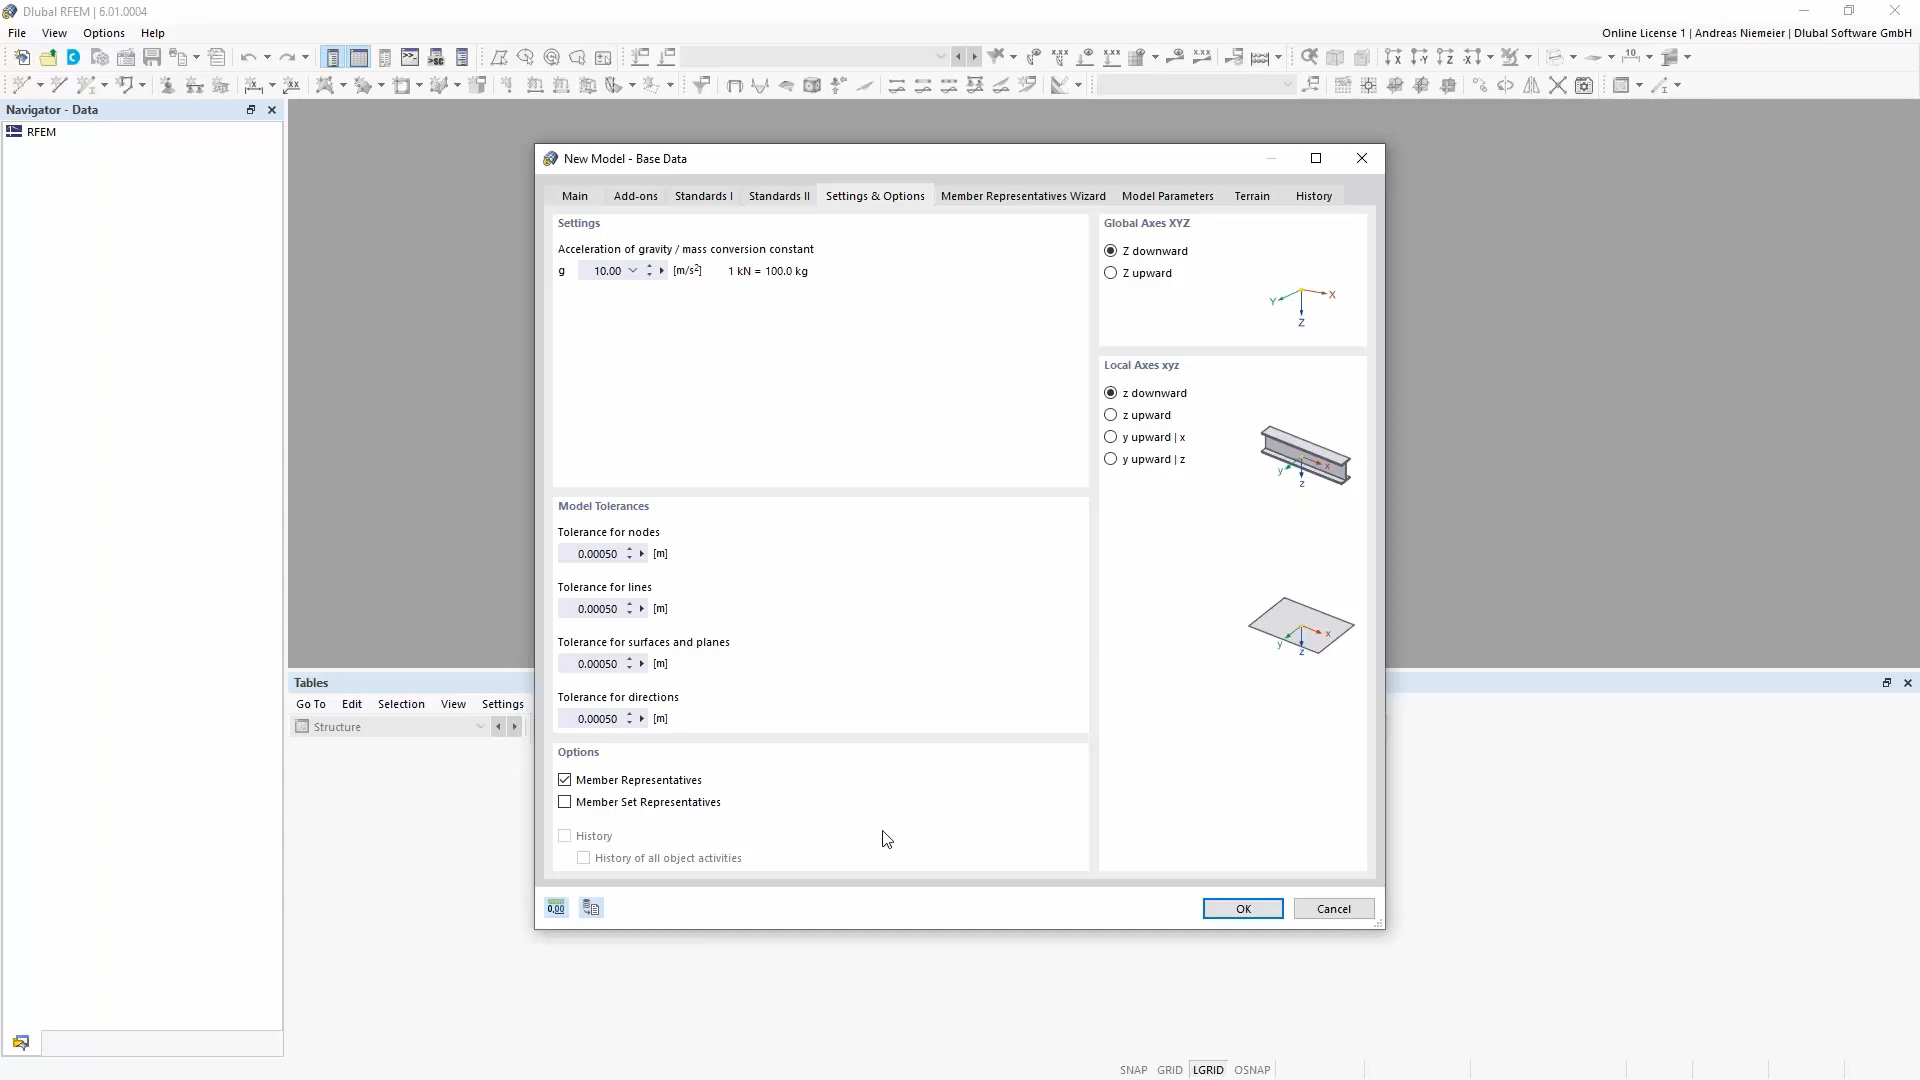 Dlubal RFEM | 6.01.0004
File View Options Help
Online License 1 | Andreas Niemeier | Dlubal Software GmbH
Navigator - Data
RFEM
New Model - Base Data
Main Add-ons Standards I Standards II Settings & Options Member Representatives Wizard Model Parameters Terrain History
Settings
Acceleration of gravity / mass conversion constant
g 10.00 [m/s²] 1 kN = 100.0 kg
Model Tolerances
Tolerance for nodes
0.00050 [m]
Tolerance for lines
0.00050 [m]
Tolerance for surfaces and planes
0.00050 [m]
Tolerance for directions
0.00050 [m]
Options
Member Representatives
Member Set Representatives
History
History of all object activities
Global Axes XYZ
Z downward
Z upward
Y X
Z
Local Axes xyz
z downward
z upward
y upward | x
y upward | z
x
y
z
x
y
z
0,00
OK Cancel
Tables
Go To Edit Selection View Settings
Structure
SNAP GRID LGRID OSNAP